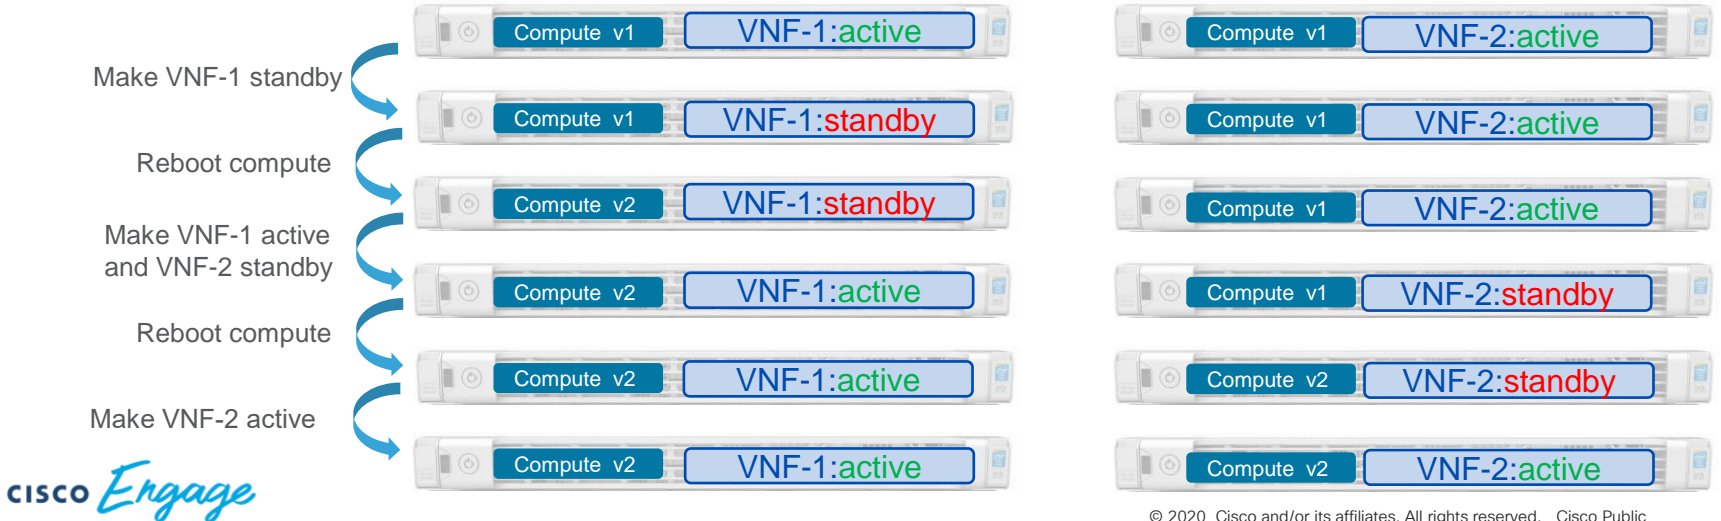 Compute v1 VNF-1:active Compute v1 VNF-2:active
Make VNF-1 standby
Compute v1 VNF-1:standby Compute v1 VNF-2:active
Reboot compute
Compute v2 VNF-1:standby Compute v1 VNF-2:active
Make VNF-1 active
and VNF-2 standby
Compute v2 VNF-1:active Compute v1 VNF-2:standby
Reboot compute
Compute v2 VNF-1:active Compute v2 VNF-2:standby
Make VNF-2 active
Compute v2 VNF-1:active Compute v2 VNF-2:active
CISCO Engage
© 2020 Cisco and/or its affiliates. All rights reserved. Cisco Public